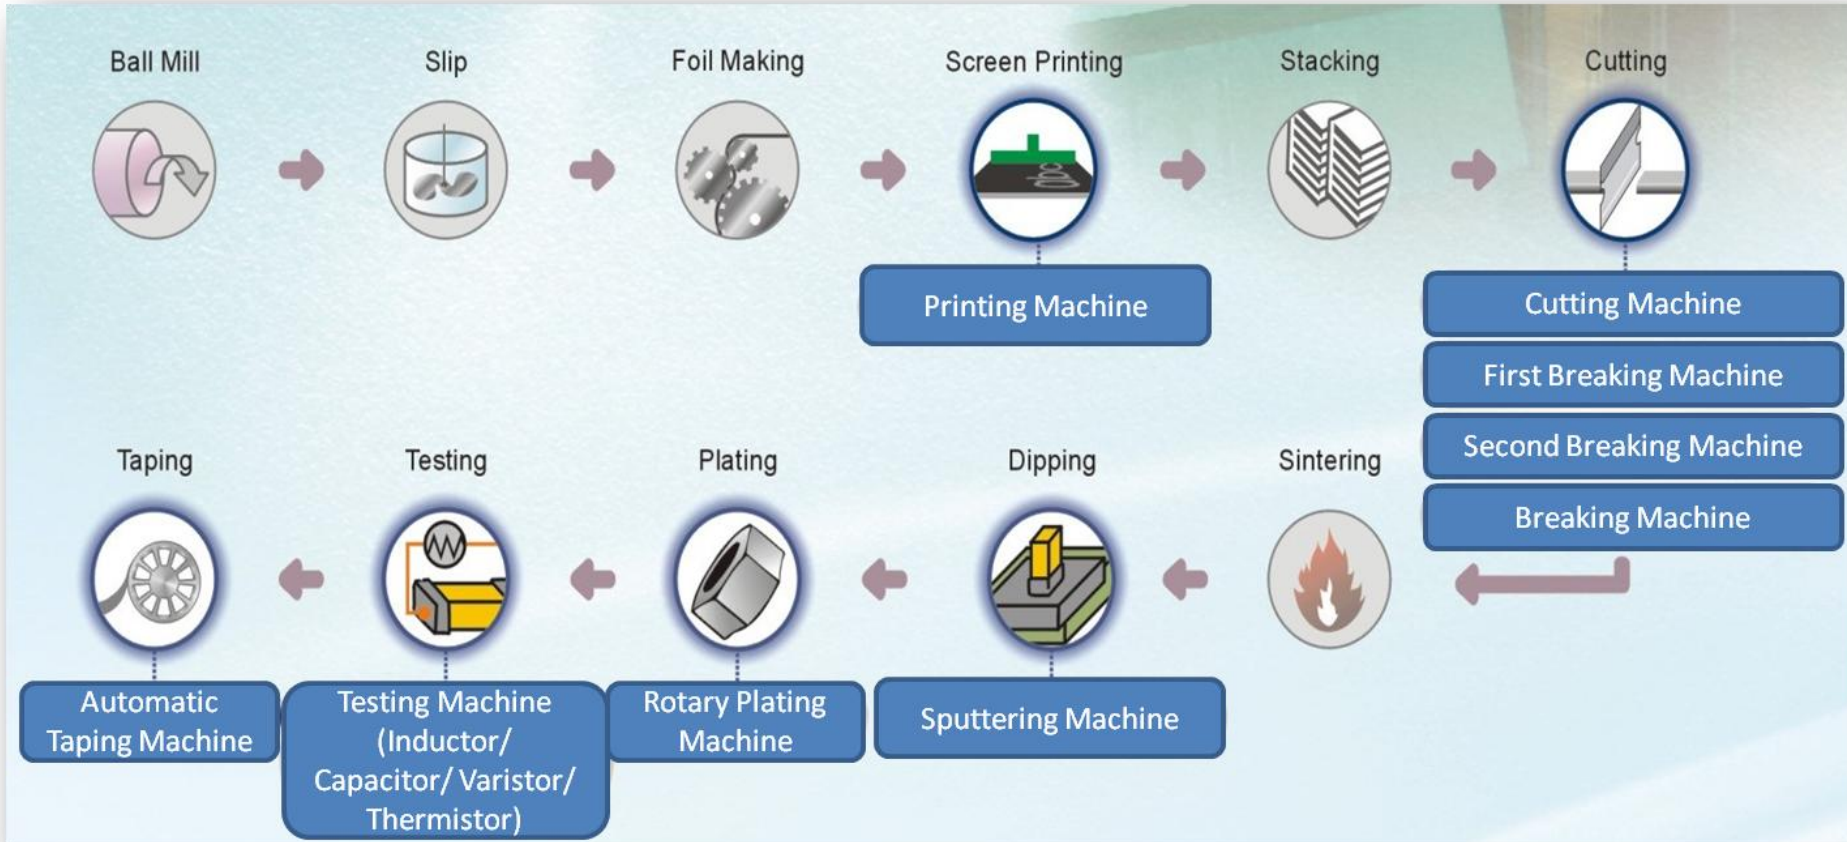 Ball Mill
Slip
Foil Making
Screen Printing
Stacking
Cutting
abc
Printing Machine
Cutting Machine
First Breaking Machine
Second Breaking Machine
Breaking Machine
Taping
Testing
Plating
Dipping
Sintering
Automatic
Taping Machine
Testing Machine
(Inductor/
Capacitor/ Varistor/
Thermistor)
Rotary Plating
Machine
Sputtering Machine